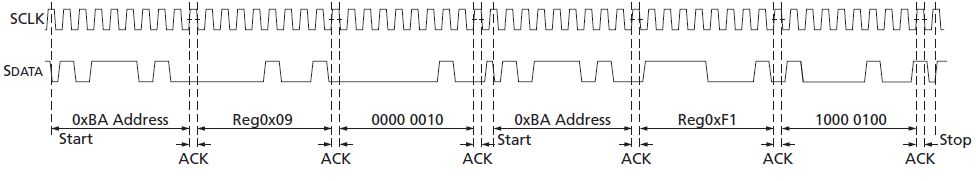 SCLK
SDATA
0xBA Address Reg0x09 0000 0010 0xBA Address Reg0xF1 1000 0100
Start Start Stop
ACK ACK ACK ACK ACK ACK